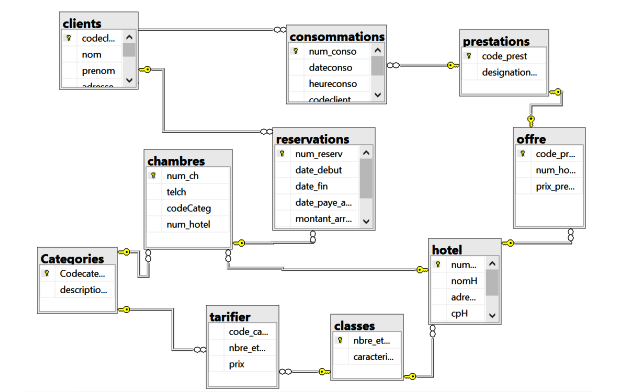 clients
codecl...
nom
prenom
adresse
consommations
num_conso
dateconso
heureconso
codeclient
prestations
code_prest
designation...
reservations
num_reserv
date_debut
date_fin
date_paye_a...
montant_arr...
offre
code_pr...
num_ho...
prix_pre...
chambres
num_ch
telch
codeCateg
num_hotel
Categories
Codecate...
descriptio...
hotel
num...
nomH
adre...
cpH
tarifier
code_ca...
nbre_et...
prix
classes
nbre_et...
caracteri...